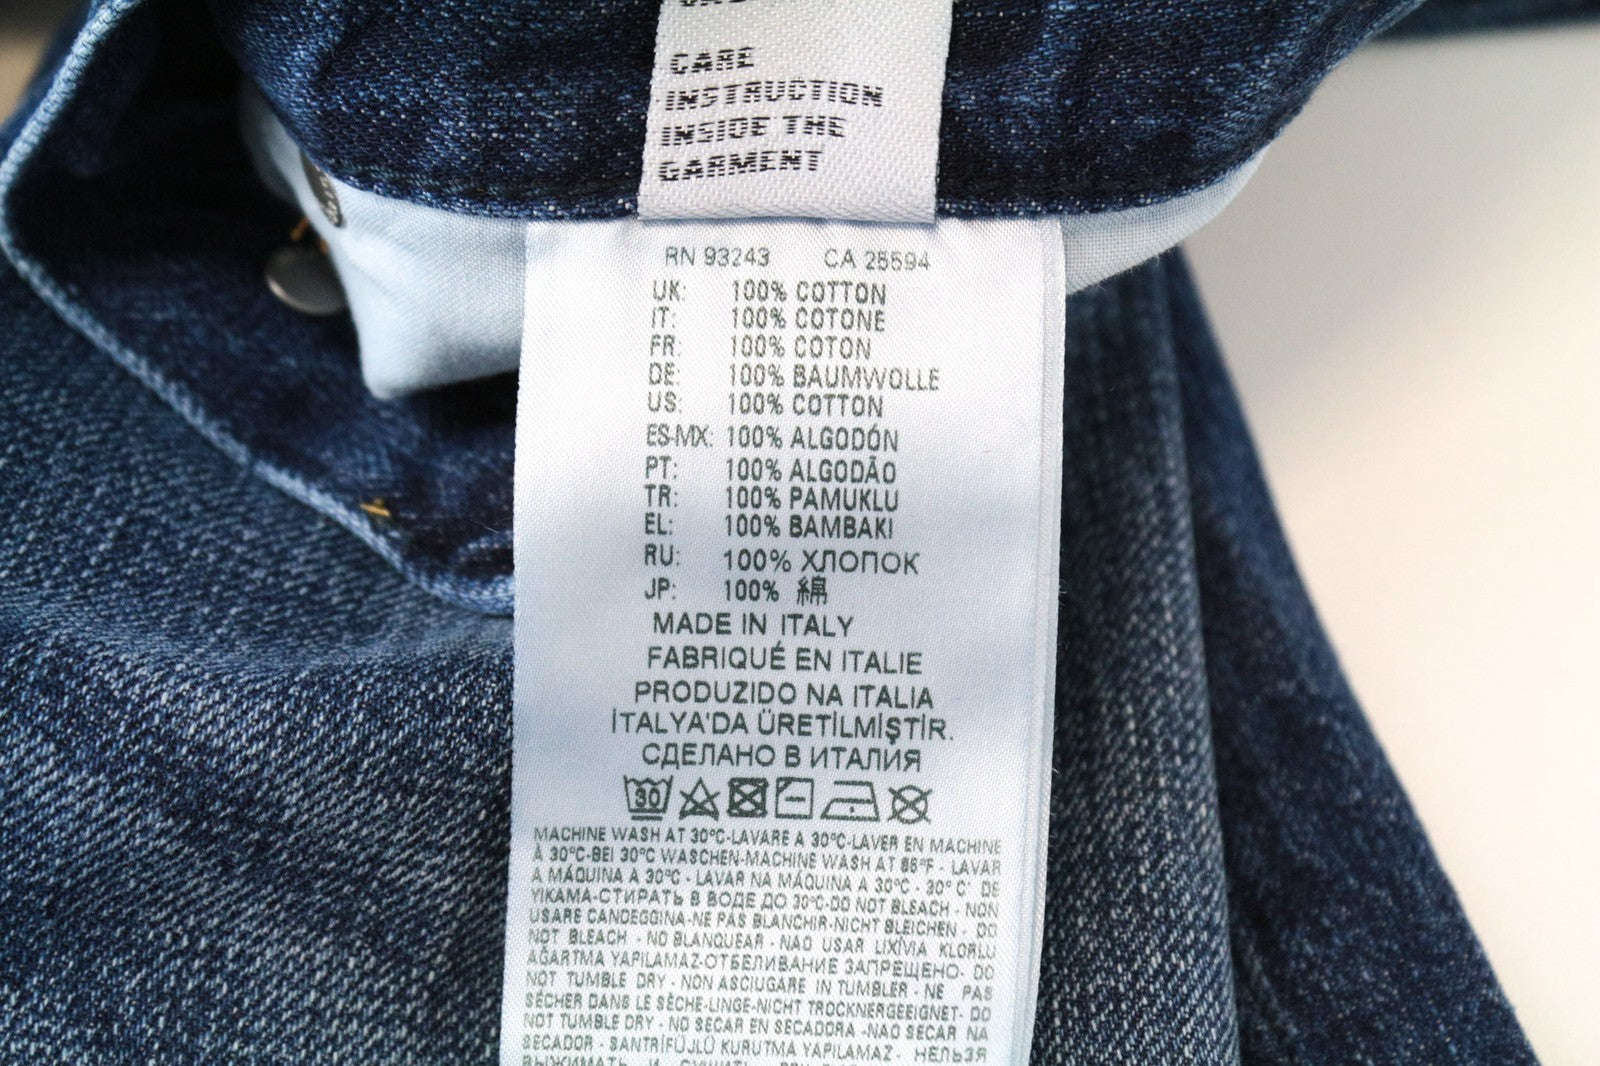 CARE
INSTRUCTION
INSIDE THE
GARMENT
RN 93243 CA 25594
UK: 100% COTTON
IT: 100% COTONE
FR: 100% COTON
DE: 100% BAUMWOLLE
US: 100% COTTON
ES-MX: 100% ALGODÓN
PT: 100% ALGODÃO
TR: 100% PAMUKLU
EL: 100% BAMBAKI
RU: 100% ХЛОПОК
JP: 100% 綿
MADE IN ITALY
FABRIQUÉ EN ITALIE
PRODUZIDO NA ITALIA
İTALYA'DA ÜRETİLMİŞTİR.
СДЕЛАНО В ИТАЛИЯ
30
MACHINE WASH AT 30°C-LAVARE A 30°C-LAVER EN MACHINE
À 30°C-BEI 30°C WASCHEN-MACHINE WASH AT 85°F - LAVAR
A MÁQUINA A 30°C - LAVAR NA MÁQUINA A 30°C - 30°C' DE
YIKAMA-СТИРАТЬ В ВОДЕ ДО 30°C-DO NOT BLEACH - NON
USARE CANDEGGINA-NE PAS BLANCHIR-NICHT BLEICHEN - DO
NOT BLEACH - NO BLANQUEAR - NÃO USAR LIXÍVIA KLORLU
AĞARTMA YAPILAMAZ-ОТБЕЛИВАНИЕ ЗАПРЕЩЕНО- DO
NOT TUMBLE DRY - NON ASCIUGARE IN TUMBLER - NE PAS
SÉCHER DANS LE SÈCHE-LINGE-NICHT TROCKNERGEEIGNET- DO
NOT TUMBLE DRY - NO SECAR EN SECADORA -NÃO SECAR NA
SECADOR - SANTRİFÜJLÜ KURUTMA YAPILAMAZ - НЕЛЬЗЯ
ВЫЖИМАТЬ И СУШИТЬ